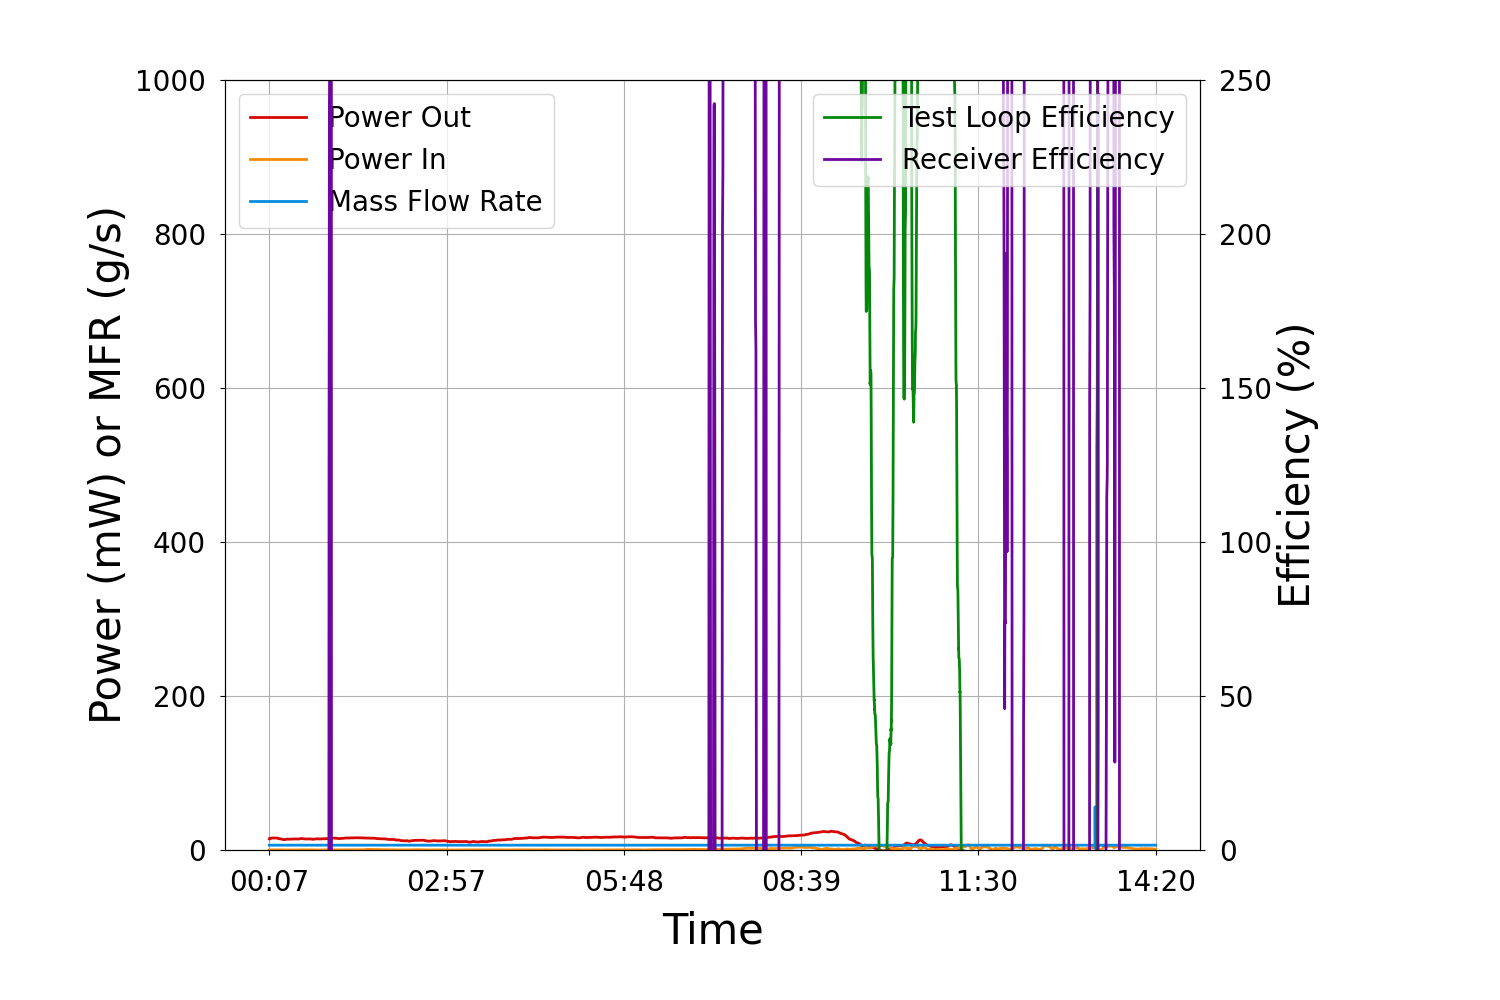 Power Out
Power In
Mass Flow Rate
Test Loop Efficiency
Receiver Efficiency
Power (mW) or MFR (g/s)
1000
800
600
400
200
0
250
200
150
100
50
0
Efficiency (%)
00:07 02:57 05:48 08:39 11:30 14:20
Time